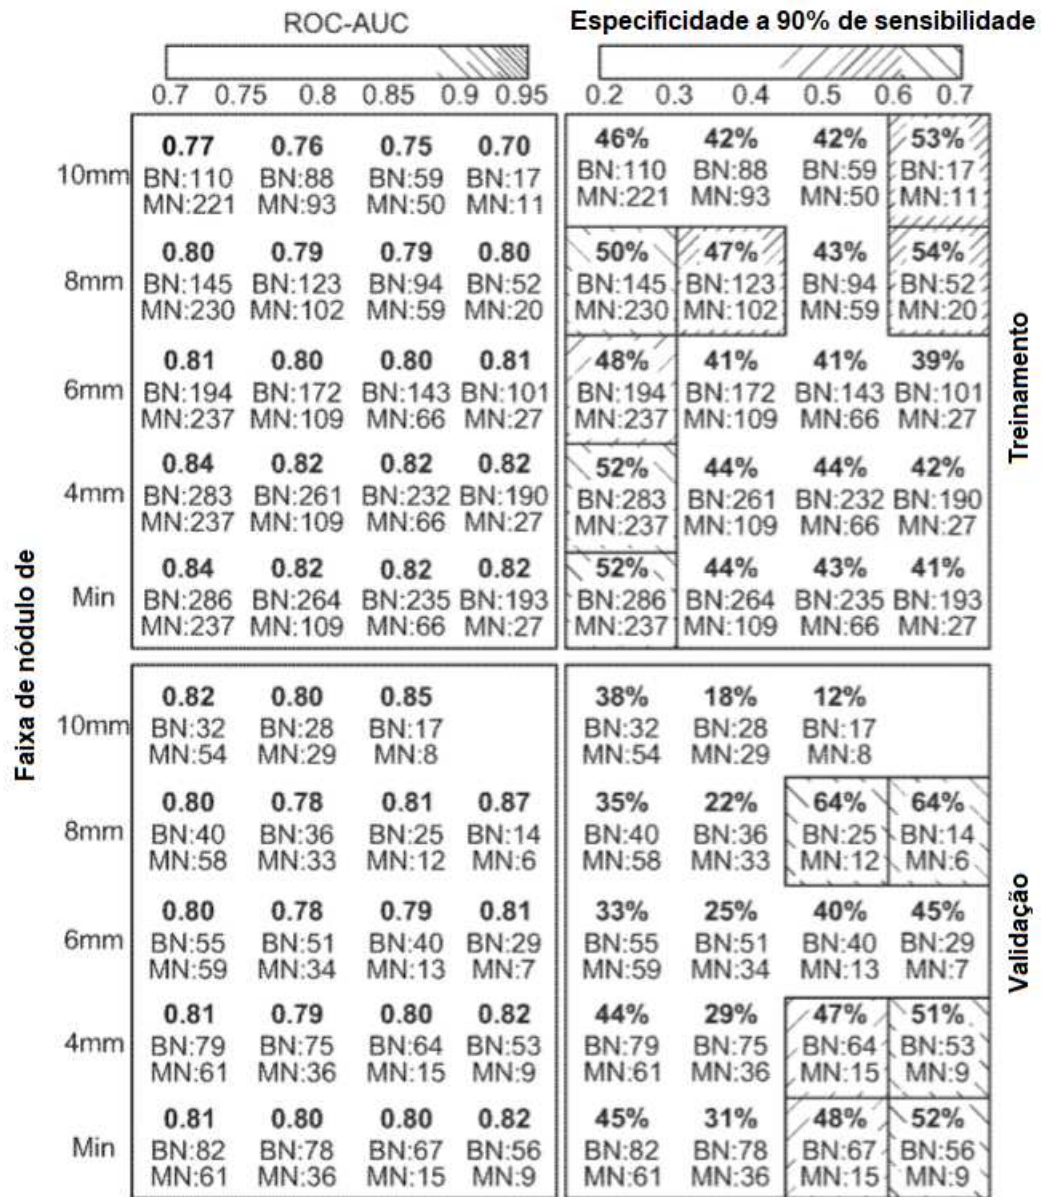 ROC-AUC
Especificidade a 90% de sensibilidade
0.7 0.75 0.8 0.85 0.9 0.95
0.2 0.3 0.4 0.5 0.6 0.7
0.77 0.76 0.75 0.70 46% 42% 42% 53%
10mm BN:110 BN:88 BN:59 BN:17 BN:110 BN:88 BN:59 BN:17
MN:221 MN:93 MN:50 MN:11 MN:221 MN:93 MN:50 MN:11
0.80 0.79 0.79 0.80 50% 47% 43% 54%
8mm BN:145 BN:123 BN:94 BN:52 BN:145 BN:123 BN:94 BN:52
MN:230 MN:102 MN:59 MN:20 MN:230 MN:102 MN:59 MN:20
0.81 0.80 0.80 0.81 48% 41% 41% 39%
6mm BN:194 BN:172 BN:143 BN:101 BN:194 BN:172 BN:143 BN:101
MN:237 MN:109 MN:66 MN:27 MN:237 MN:109 MN:66 MN:27
0.84 0.82 0.82 0.82 52% 44% 44% 42%
4mm BN:283 BN:261 BN:232 BN:190 BN:283 BN:261 BN:232 BN:190
MN:237 MN:109 MN:66 MN:27 MN:237 MN:109 MN:66 MN:27
0.84 0.82 0.82 0.82 52% 44% 43% 41%
Min BN:286 BN:264 BN:235 BN:193 BN:286 BN:264 BN:235 BN:193
MN:237 MN:109 MN:66 MN:27 MN:237 MN:109 MN:66 MN:27
Treinamento
Faixa de nódulo de
0.82 0.80 0.85 38% 18% 12%
10mm BN:32 BN:28 BN:17 BN:32 BN:28 BN:17
MN:54 MN:29 MN:8 MN:54 MN:29 MN:8
0.80 0.78 0.81 0.87 35% 22% 64% 64%
8mm BN:40 BN:36 BN:25 BN:14 BN:40 BN:36 BN:25 BN:14
MN:58 MN:33 MN:12 MN:6 MN:58 MN:33 MN:12 MN:6
0.80 0.78 0.79 0.81 33% 25% 40% 45%
6mm BN:55 BN:51 BN:40 BN:29 BN:55 BN:51 BN:40 BN:29
MN:59 MN:34 MN:13 MN:7 MN:59 MN:34 MN:13 MN:7
0.81 0.79 0.80 0.82 44% 29% 47% 51%
4mm BN:79 BN:75 BN:64 BN:53 BN:79 BN:75 BN:64 BN:53
MN:61 MN:36 MN:15 MN:9 MN:61 MN:36 MN:15 MN:9
0.81 0.80 0.80 0.82 45% 31% 48% 52%
Min BN:82 BN:78 BN:67 BN:56 BN:82 BN:78 BN:67 BN:56
MN:61 MN:36 MN:15 MN:9 MN:61 MN:36 MN:15 MN:9
Validação